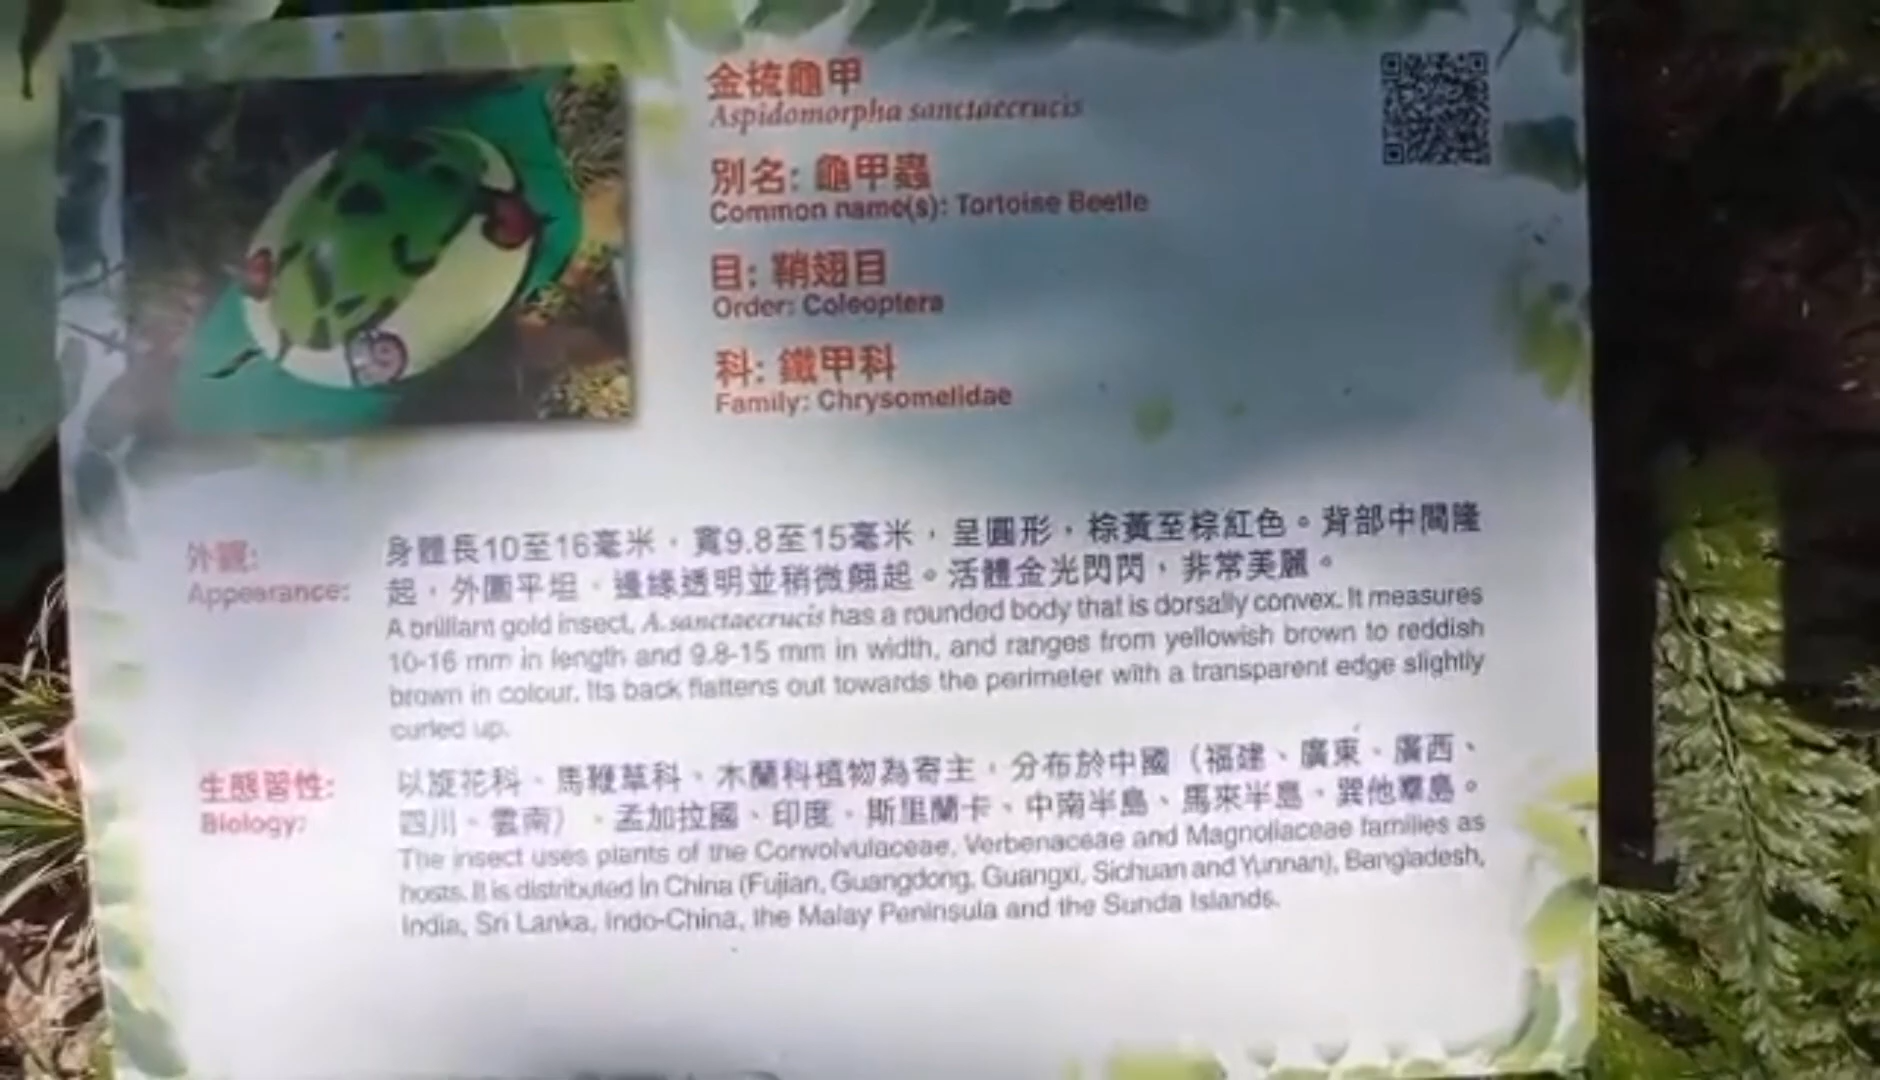 金梳龜甲
Aspidomorpha sanctaecrucis
別名: 龜甲蟲
Common name(s): Tortoise Beetle
目: 鞘翅目
Order: Coleoptera
科: 鐵甲科
Family: Chrysomelidae
外觀:
Appearance:
身體長10至16毫米，寬9.8至15毫米，呈圓形，棕黃至棕紅色。背部中間隆
起，外圍平坦，邊緣透明並稍微翹起。活體金光閃閃，非常美麗。
A brilliant gold insect, A. sanctaecrucis has a rounded body that is dorsally convex. It measures
10-16 mm in length and 9.8-15 mm in width, and ranges from yellowish brown to reddish
brown in colour. Its back flattens out towards the perimeter with a transparent edge slightly
curled up.
生態習性:
Biology:
以旋花科、馬鞭草科、木蘭科植物為寄主，分布於中國（福建、廣東、廣西、
四川、雲南）、孟加拉國、印度、斯里蘭卡、中南半島、馬來半島、巽他羣島。
The insect uses plants of the Convolvulaceae, Verbenaceae and Magnoliaceae families as
hosts. It is distributed in China (Fujian, Guangdong, Guangxi, Sichuan and Yunnan), Bangladesh,
India, Sri Lanka, Indo-China, the Malay Peninsula and the Sunda Islands.